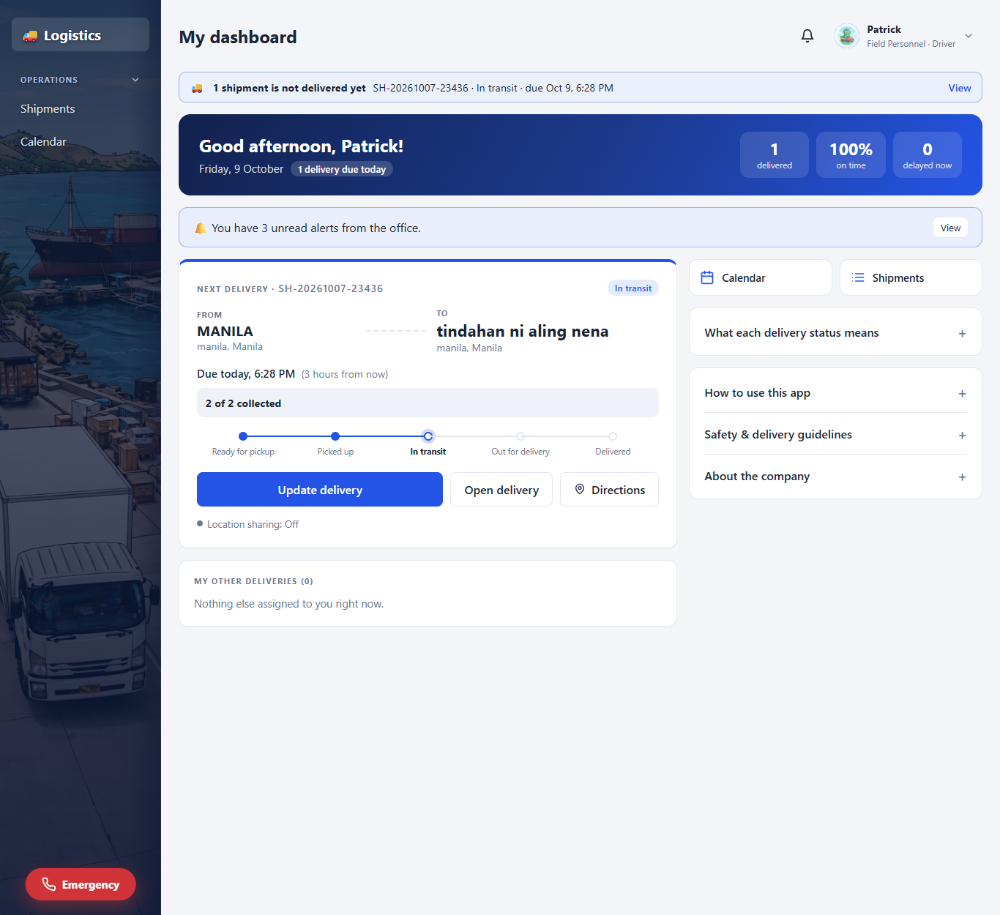 🚚 Logistics
OPERATIONS
Shipments
Calendar
Emergency
My dashboard
Patrick
Field Personnel · Driver
1 shipment is not delivered yet SH-20261007-23436 · In transit · due Oct 9, 6:28 PM
View
Good afternoon, Patrick!
Friday, 9 October 1 delivery due today
1
delivered
100%
on time
0
delayed now
You have 3 unread alerts from the office.
View
NEXT DELIVERY · SH-20261007-23436
In transit
FROM
MANILA
manila, Manila
TO
tindahan ni aling nena
manila, Manila
Due today, 6:28 PM (3 hours from now)
2 of 2 collected
Ready for pickup
Picked up
In transit
Out for delivery
Delivered
Update delivery
Open delivery
Directions
Location sharing: Off
MY OTHER DELIVERIES (0)
Nothing else assigned to you right now.
Calendar
Shipments
What each delivery status means +
How to use this app +
Safety & delivery guidelines +
About the company +